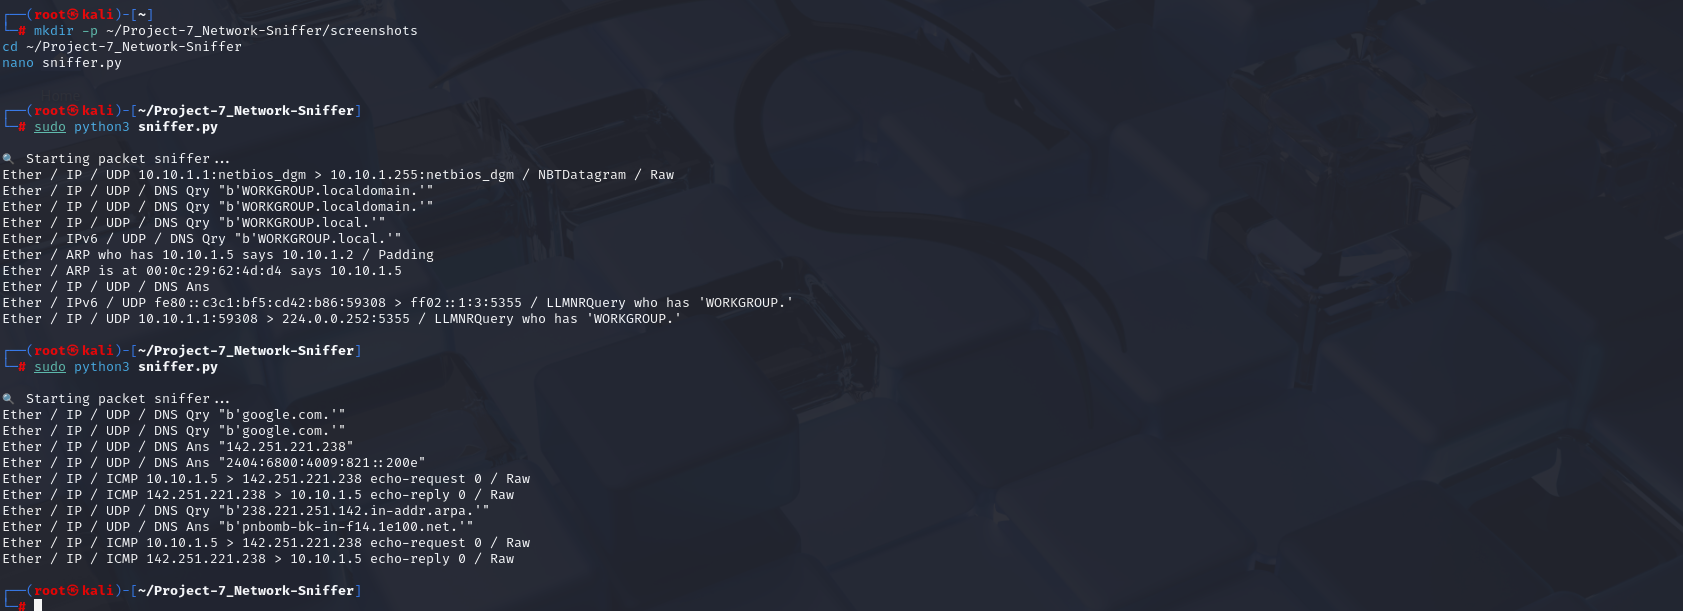 ┌──(root㉿kali)-[~]
└─# mkdir -p ~/Project-7_Network-Sniffer/screenshots
cd ~/Project-7_Network-Sniffer
nano sniffer.py
┌──(root㉿kali)-[~/Project-7_Network-Sniffer]
└─# sudo python3 sniffer.py
🔍 Starting packet sniffer...
Ether / IP / UDP 10.10.1.1:netbios_dgm > 10.10.1.255:netbios_dgm / NBTDatagram / Raw
Ether / IP / UDP / DNS Qry "b'WORKGROUP.localdomain.'"
Ether / IP / UDP / DNS Qry "b'WORKGROUP.localdomain.'"
Ether / IP / UDP / DNS Qry "b'WORKGROUP.local.'"
Ether / IPv6 / UDP / DNS Qry "b'WORKGROUP.local.'"
Ether / ARP who has 10.10.1.5 says 10.10.1.2 / Padding
Ether / ARP is at 00:0c:29:62:4d:d4 says 10.10.1.5
Ether / IP / UDP / DNS Ans
Ether / IPv6 / UDP fe80::c3c1:bf5:cd42:b86:59308 > ff02::1:3:5355 / LLMNRQuery who has 'WORKGROUP.'
Ether / IP / UDP 10.10.1.1:59308 > 224.0.0.252:5355 / LLMNRQuery who has 'WORKGROUP.'
┌──(root㉿kali)-[~/Project-7_Network-Sniffer]
└─# sudo python3 sniffer.py
🔍 Starting packet sniffer...
Ether / IP / UDP / DNS Qry "b'google.com.'"
Ether / IP / UDP / DNS Qry "b'google.com.'"
Ether / IP / UDP / DNS Ans "142.251.221.238"
Ether / IP / UDP / DNS Ans "2404:6800:4009:821::200e"
Ether / IP / ICMP 10.10.1.5 > 142.251.221.238 echo-request 0 / Raw
Ether / IP / ICMP 142.251.221.238 > 10.10.1.5 echo-reply 0 / Raw
Ether / IP / UDP / DNS Qry "b'238.221.251.142.in-addr.arpa.'"
Ether / IP / UDP / DNS Ans "b'pnbomb-bk-in-f14.1e100.net.'"
Ether / IP / ICMP 10.10.1.5 > 142.251.221.238 echo-request 0 / Raw
Ether / IP / ICMP 142.251.221.238 > 10.10.1.5 echo-reply 0 / Raw
┌──(root㉿kali)-[~/Project-7_Network-Sniffer]
└─#